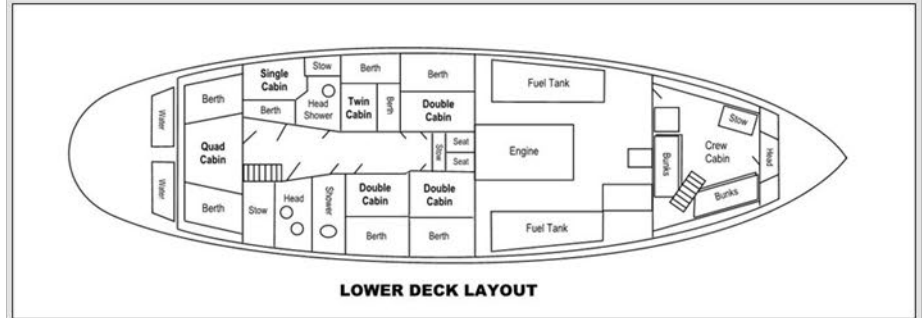 Water
Water
Berth
Quad
Cabin
Berth
Single
Cabin
Berth
Stow
Head
Shower
Berth
Twin
Cabin
Berth
Berth
Double
Cabin
Stow
Seat
Seat
Stow
Head
Shower
Double
Cabin
Berth
Double
Cabin
Berth
Fuel Tank
Engine
Fuel Tank
Stow
Crew
Cabin
Bunks
Bunks
Head
LOWER DECK LAYOUT